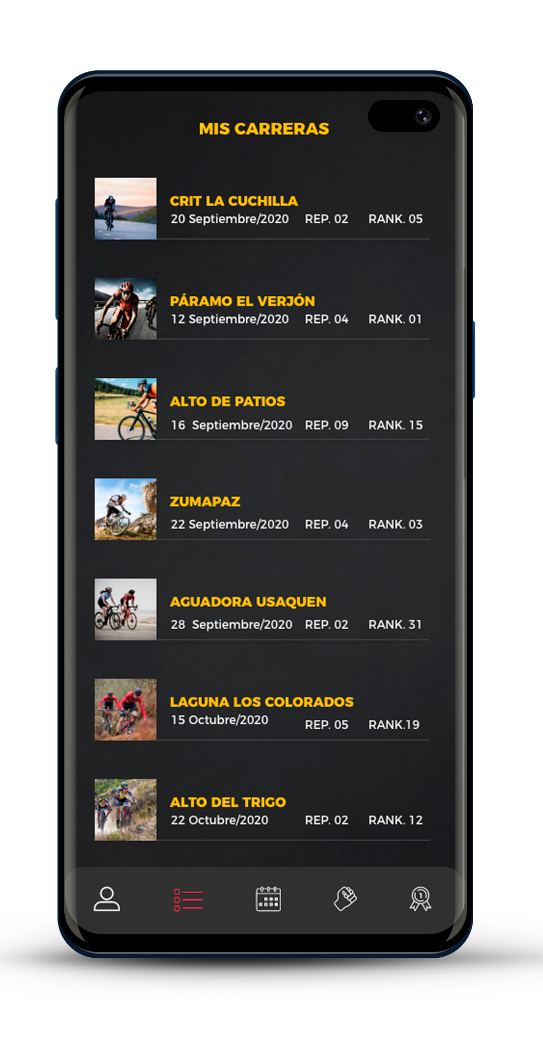 MIS CARRERAS
CRIT LA CUCHILLA
20 Septiembre/2020 REP. 02 RANK. 05
PÁRAMO EL VERJÓN
12 Septiembre/2020 REP. 04 RANK. 01
ALTO DE PATIOS
16 Septiembre/2020 REP. 09 RANK. 15
ZUMAPAZ
22 Septiembre/2020 REP. 04 RANK. 03
AGUADORA USAQUEN
28 Septiembre/2020 REP. 02 RANK. 31
LAGUNA LOS COLORADOS
15 Octubre/2020 REP. 05 RANK.19
ALTO DEL TRIGO
22 Octubre/2020 REP. 02 RANK. 12
1